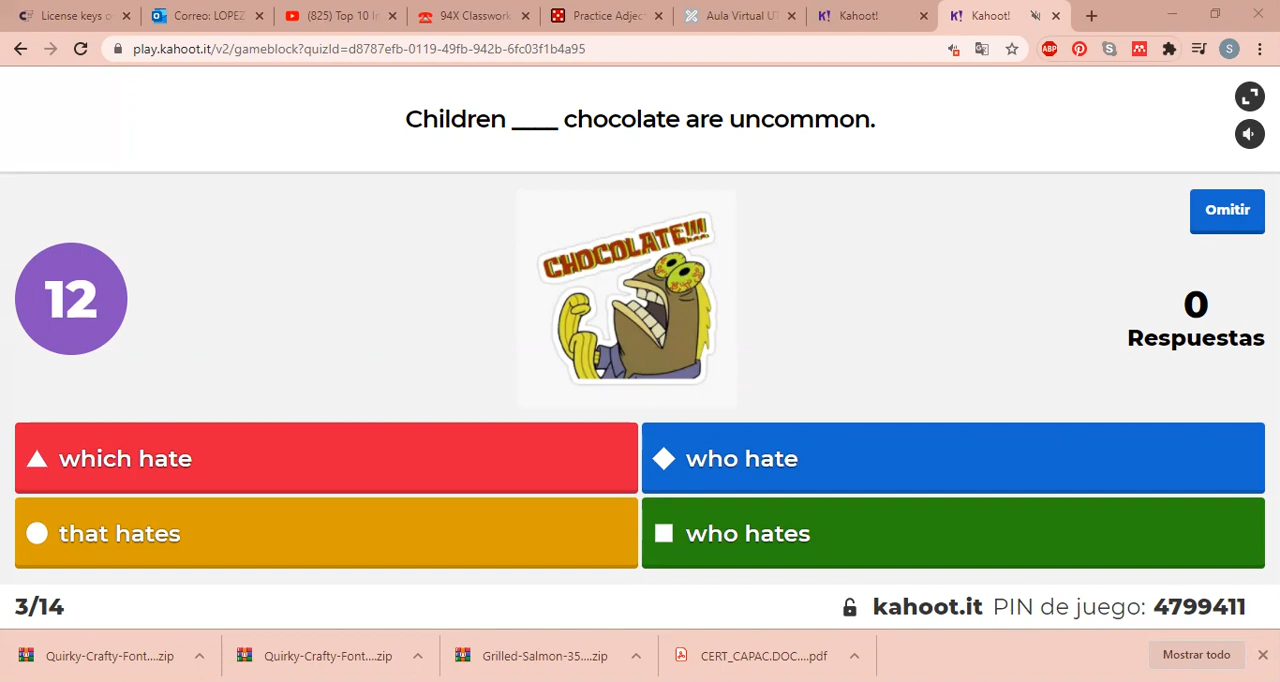 License keys o
Correo: LOPEZ
(825) Top 10 I
94X Classwork
Practice Adjec
Aula Virtual UT
K! Kahoot!
K! Kahoot!
play.kahoot.it/v2/gameblock?quizId=d8787efb-0119-49fb-942b-6fc03f1b4a95
ABP
S
Children ____ chocolate are uncommon.
Omitir
12
CHOCOLATE!!!
0
Respuestas
which hate
who hate
that hates
who hates
3/14
kahoot.it PIN de juego: 4799411
Quirky-Crafty-Font....zip
Quirky-Crafty-Font....zip
Grilled-Salmon-35....zip
CERT_CAPAC.DOC....pdf
Mostrar todo